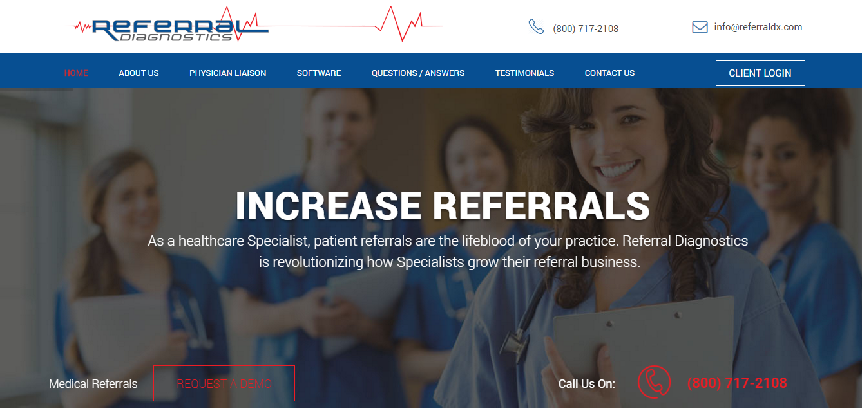 REFERRAL
DIAGNOSTICS
(800) 717-2108
info@referraldx.com
HOME ABOUT US PHYSICIAN LIAISON SOFTWARE QUESTIONS / ANSWERS TESTIMONIALS CONTACT US CLIENT LOGIN
INCREASE REFERRALS
As a healthcare Specialist, patient referrals are the lifeblood of your practice. Referral Diagnostics
is revolutionizing how Specialists grow their referral business.
Medical Referrals REQUEST A DEMO Call Us On: (800) 717-2108